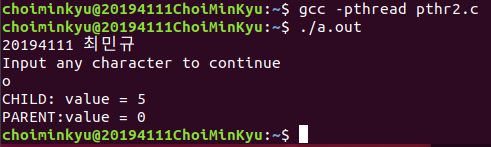 choiminkyu@20194111ChoiMinKyu:~$ gcc -pthread pthr2.c
choiminkyu@20194111ChoiMinKyu:~$ ./a.out
20194111 최민규
Input any character to continue
o
CHILD: value = 5
PARENT:value = 0
choiminkyu@20194111ChoiMinKyu:~$